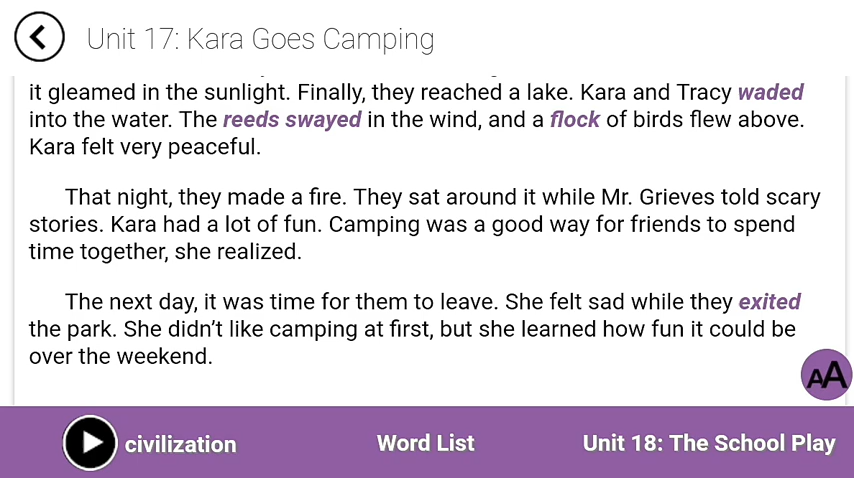 Unit 17: Kara Goes Camping
it gleamed in the sunlight. Finally, they reached a lake. Kara and Tracy waded
into the water. The reeds swayed in the wind, and a flock of birds flew above.
Kara felt very peaceful.
That night, they made a fire. They sat around it while Mr. Grieves told scary
stories. Kara had a lot of fun. Camping was a good way for friends to spend
time together, she realized.
The next day, it was time for them to leave. She felt sad while they exited
the park. She didn't like camping at first, but she learned how fun it could be
over the weekend.
AA
civilization
Word List
Unit 18: The School Play